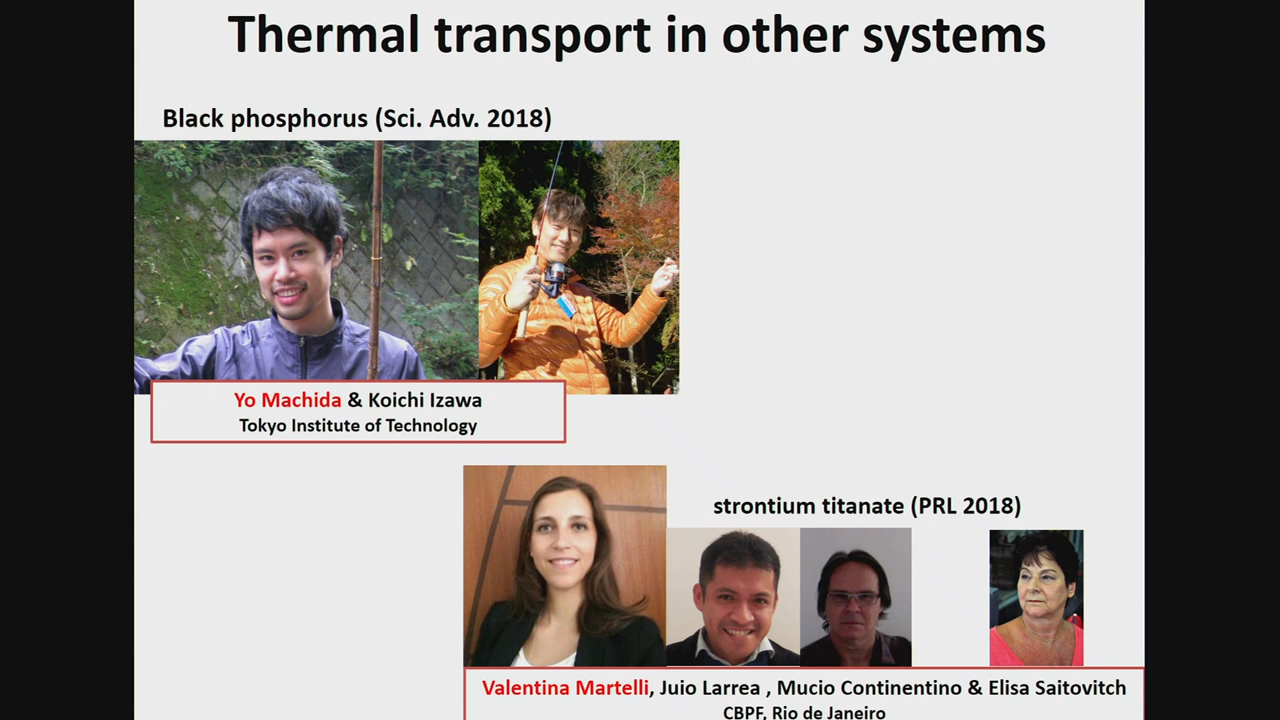 Thermal transport in other systems
Black phosphorus (Sci. Adv. 2018)
Yo Machida & Koichi Izawa
Tokyo Institute of Technology
strontium titanate (PRL 2018)
Valentina Martelli, Juio Larrea , Mucio Continentino & Elisa Saitovitch
CBPF, Rio de Janeiro